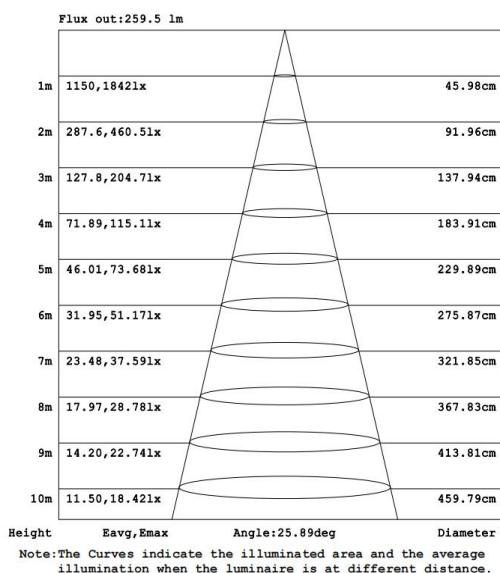 Flux out:259.5 lm
1m 1150,1842lx 45.98cm
2m 287.6,460.5lx 91.96cm
3m 127.8,204.7lx 137.94cm
4m 71.89,115.1lx 183.91cm
5m 46.01,73.68lx 229.89cm
6m 31.95,51.17lx 275.87cm
7m 23.48,37.59lx 321.85cm
8m 17.97,28.78lx 367.83cm
9m 14.20,22.74lx 413.81cm
10m 11.50,18.42lx 459.79cm
Height Eavg,Emax Angle:25.89deg Diameter
Note:The Curves indicate the illuminated area and the average
illumination when the luminaire is at different distance.